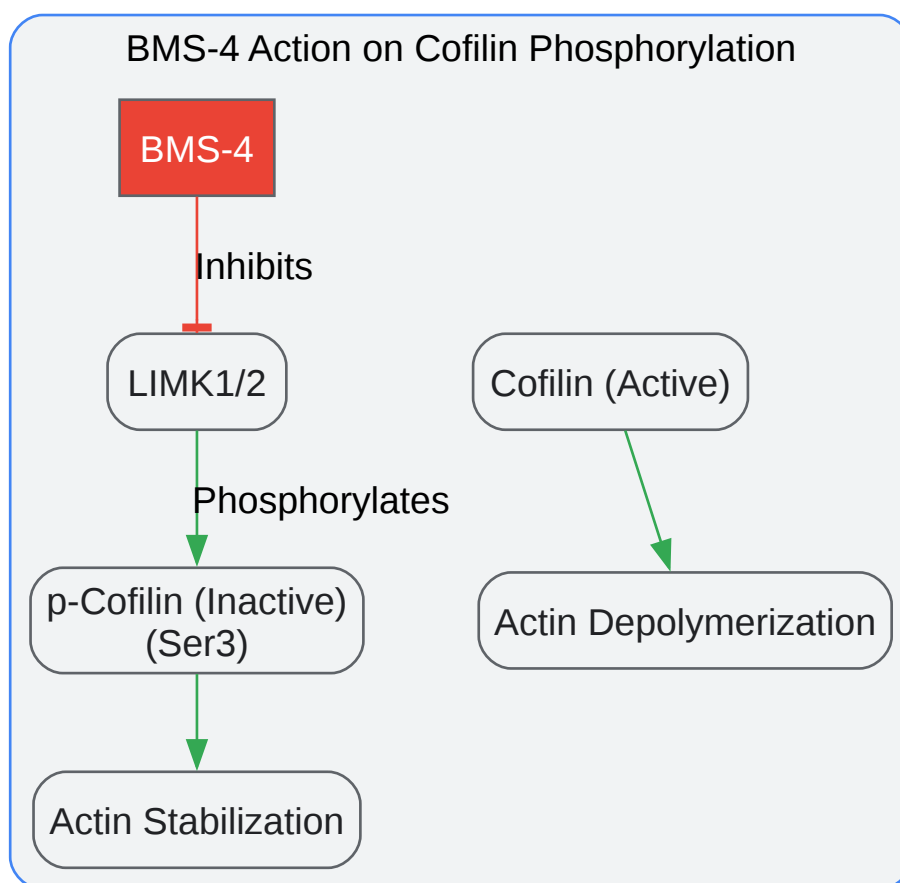 BMS-4 Action on Cofilin Phosphorylation
BMS-4
Inhibits
LIMK1/2
Cofilin (Active)
Phosphorylates
p-Cofilin (Inactive)
(Ser3)
Actin Depolymerization
Actin Stabilization